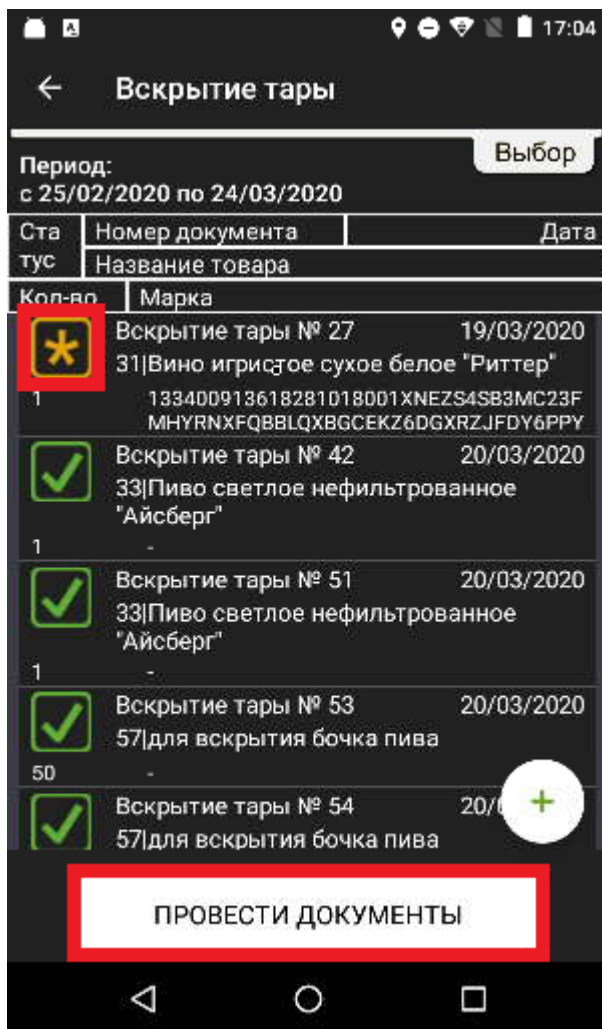 17:04
Вскрытие тары
Выбор
Период:
с 25/02/2020 по 24/03/2020
Ста Номер документа Дата
тус Название товара
Кол-во Марка
Вскрытие тары № 27 19/03/2020
31|Вино игристое сухое белое "Риттер"
1 133400913618281018001XNEZS4SB3MC23F
MHYRNXFQBBLQXBGCEKZ6DGXRZJFDY6PPY
Вскрытие тары № 42 20/03/2020
33|Пиво светлое нефильтрованное
"Айсберг"
1 -
Вскрытие тары № 51 20/03/2020
33|Пиво светлое нефильтрованное
"Айсберг"
1 -
Вскрытие тары № 53 20/03/2020
57|для вскрытия бочка пива
50 -
Вскрытие тары № 54 20/
57|для вскрытия бочка пива
+
ПРОВЕСТИ ДОКУМЕНТЫ